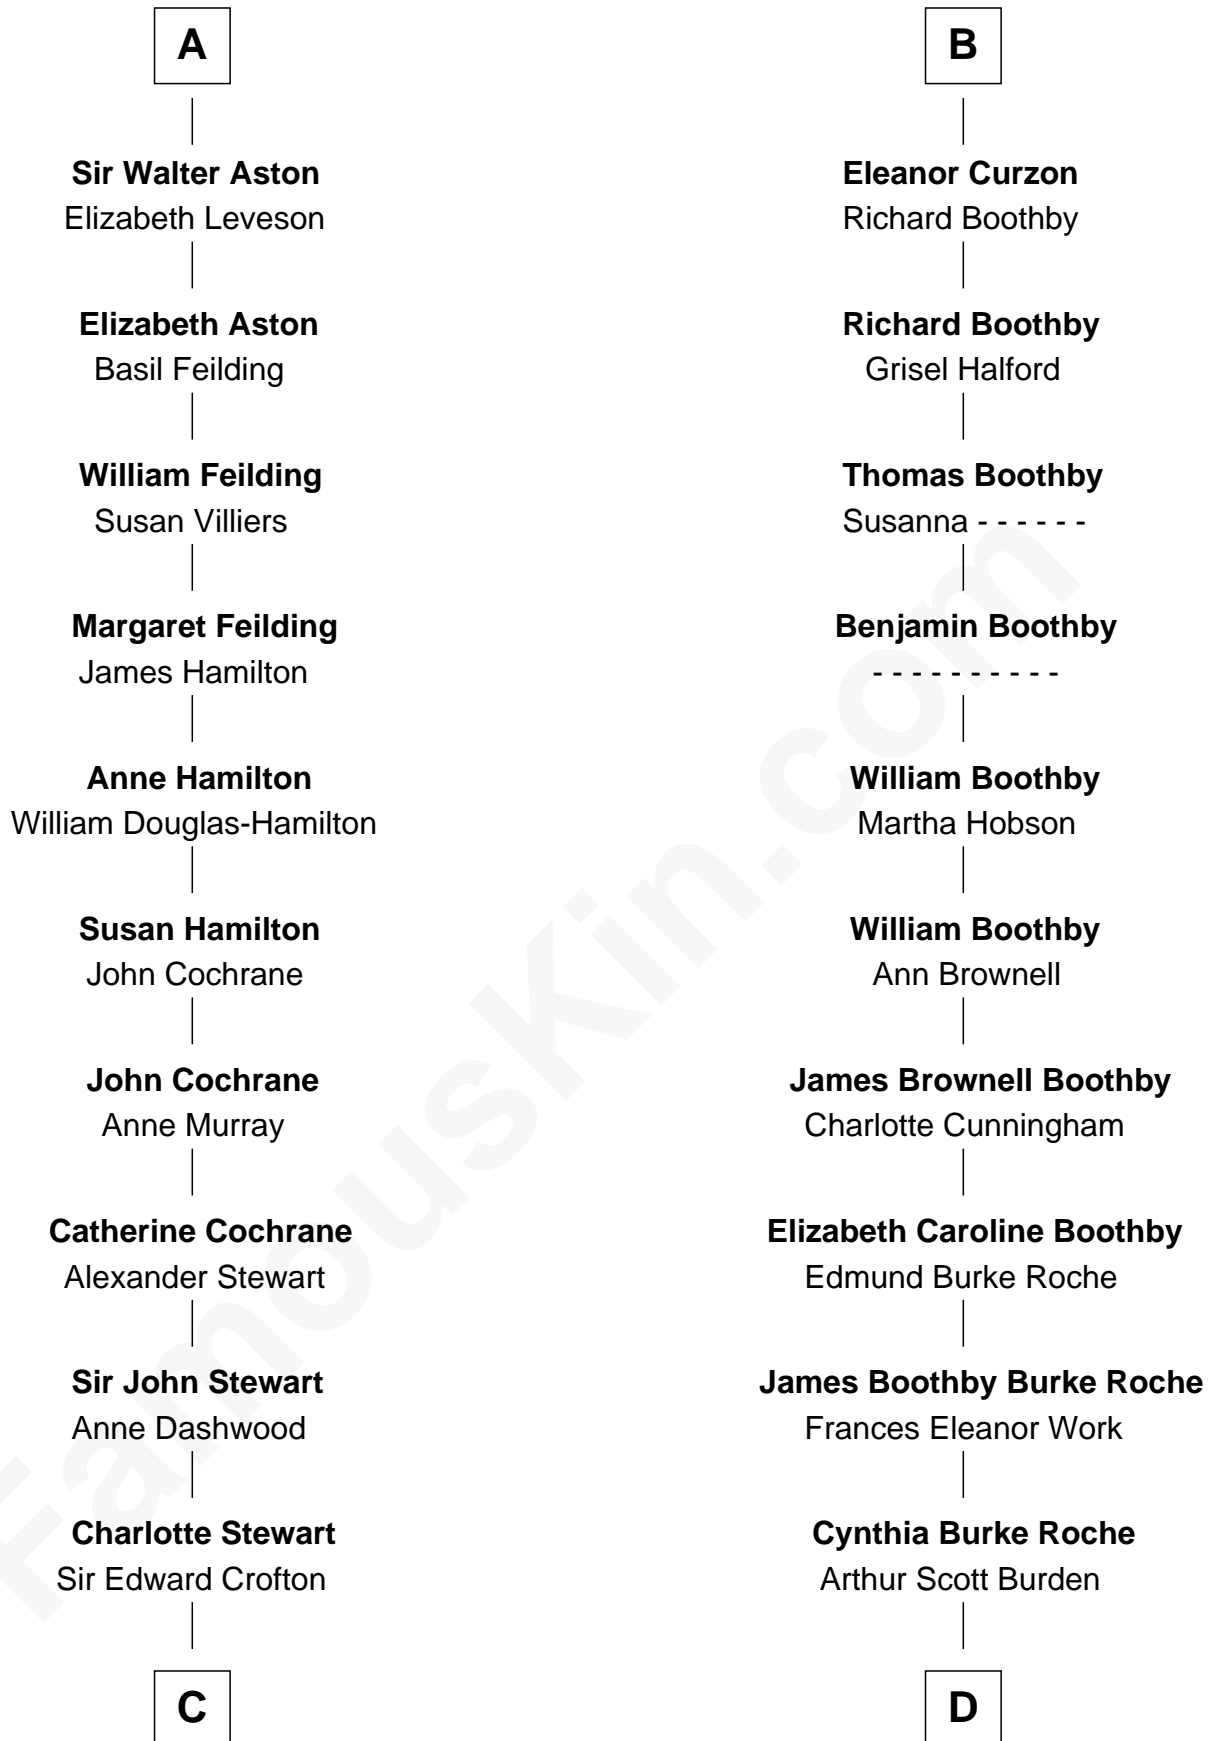 A
Sir Walter Aston
Elizabeth Leveson
Elizabeth Aston
Basil Feilding
William Feilding
Susan Villiers
Margaret Feilding
James Hamilton
Anne Hamilton
William Douglas-Hamilton
Susan Hamilton
John Cochrane
John Cochrane
Anne Murray
Catherine Cochrane
Alexander Stewart
Sir John Stewart
Anne Dashwood
Charlotte Stewart
Sir Edward Crofton
C
B
Eleanor Curzon
Richard Boothby
Richard Boothby
Grisel Halford
Thomas Boothby
Susanna - - - - - -
Benjamin Boothby
- - - - - - - - - -
William Boothby
Martha Hobson
William Boothby
Ann Brownell
James Brownell Boothby
Charlotte Cunningham
Elizabeth Caroline Boothby
Edmund Burke Roche
James Boothby Burke Roche
Frances Eleanor Work
Cynthia Burke Roche
Arthur Scott Burden
D
FamousKin.com